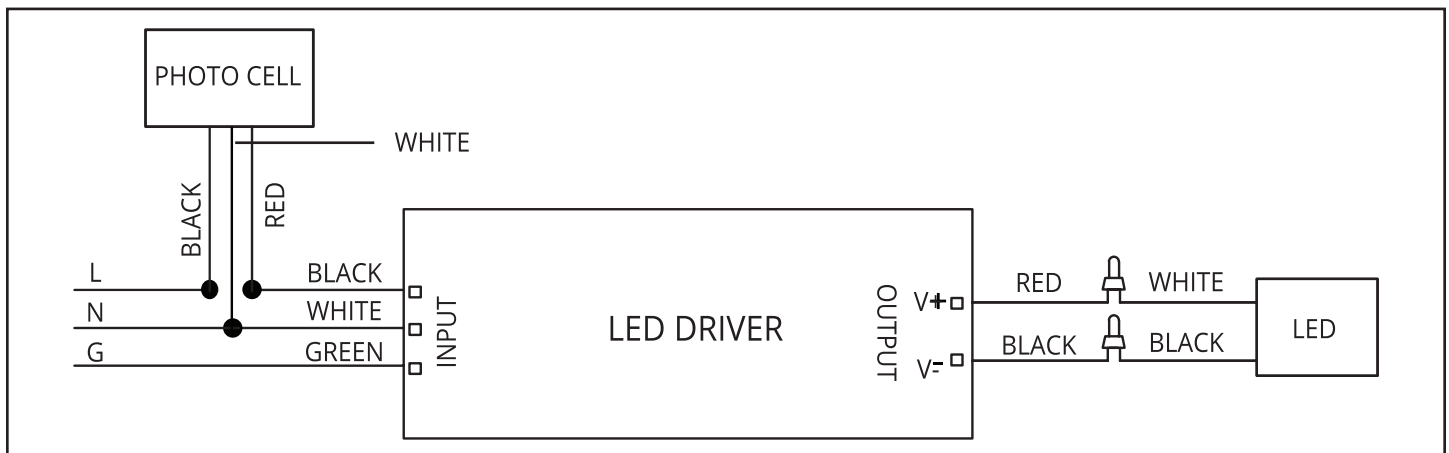 PHOTO CELL
WHITE
BLACK
RED
L
BLACK
N
WHITE
G
GREEN
INPUT
LED DRIVER
OUTPUT
V+
V-
RED
WHITE
BLACK
BLACK
LED